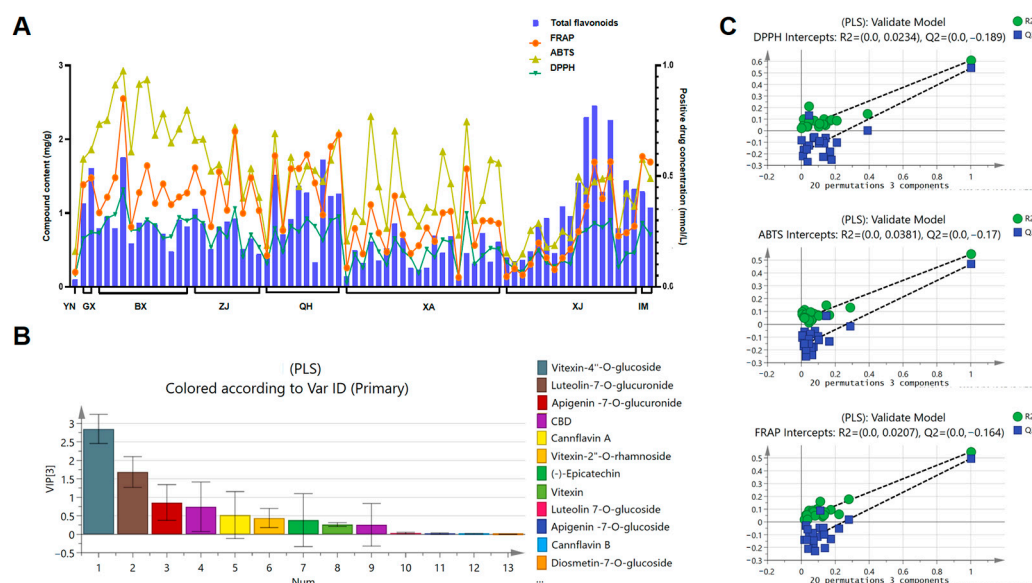 A
Total flavonoids
FRAP
ABTS
DPPH
3
2
1
0
Compound content (mg/g)
1.0
0.5
0.0
Positive drug concentration (mmol/L)
YN GX BX ZJ QH XA XJ IM
B
(PLS)
Colored according to Var ID (Primary)
VIP[3]
3
2.5
2
1.5
1
0.5
0
−0.5
1 2 3 4 5 6 7 8 9 10 11 12 13
Num
Vitexin-4''-O-glucoside
Luteolin-7-O-glucuronide
Apigenin -7-O-glucuronide
CBD
Cannflavin A
Vitexin-2''-O-rhamnoside
(-)-Epicatechin
Vitexin
Luteolin 7-O-glucoside
Apigenin -7-O-glucoside
Cannflavin B
Diosmetin-7-O-glucoside
...
C
(PLS): Validate Model
DPPH Intercepts: R2=(0.0, 0.0234), Q2=(0.0, −0.189)
R2
Q
0.6
0.5
0.4
0.3
0.2
0.1
0
−0.1
−0.2
−0.3
−0.2 0 0.2 0.4 0.6 0.8 1
20 permutations 3 components
(PLS): Validate Model
ABTS Intercepts: R2=(0.0, 0.0381), Q2=(0.0, −0.17)
R2
Q
0.6
0.5
0.4
0.3
0.2
0.1
0
−0.1
−0.2
−0.3
−0.2 0 0.2 0.4 0.6 0.8 1
20 permutations 3 components
(PLS): Validate Model
FRAP Intercepts: R2=(0.0, 0.0207), Q2=(0.0, −0.164)
R2
Q
0.5
0.4
0.3
0.2
0.1
0
−0.1
−0.2
−0.3
−0.2 0 0.2 0.4 0.6 0.8 1
20 permutations 3 components